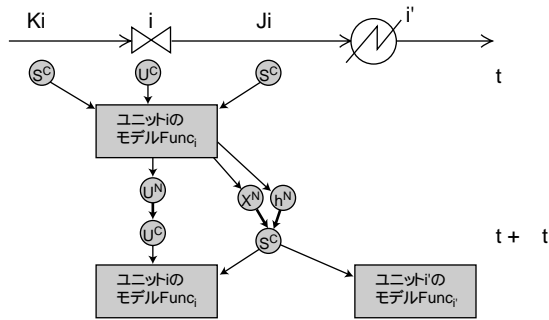 Ki
i
Ji
i'
S^C
U^C
S^C
t
ユニットiの
モデルFunc_i
U^N
X^N
h^N
U^C
S^C
t + t
ユニットiの
モデルFunc_i
ユニットi'の
モデルFunc_i'